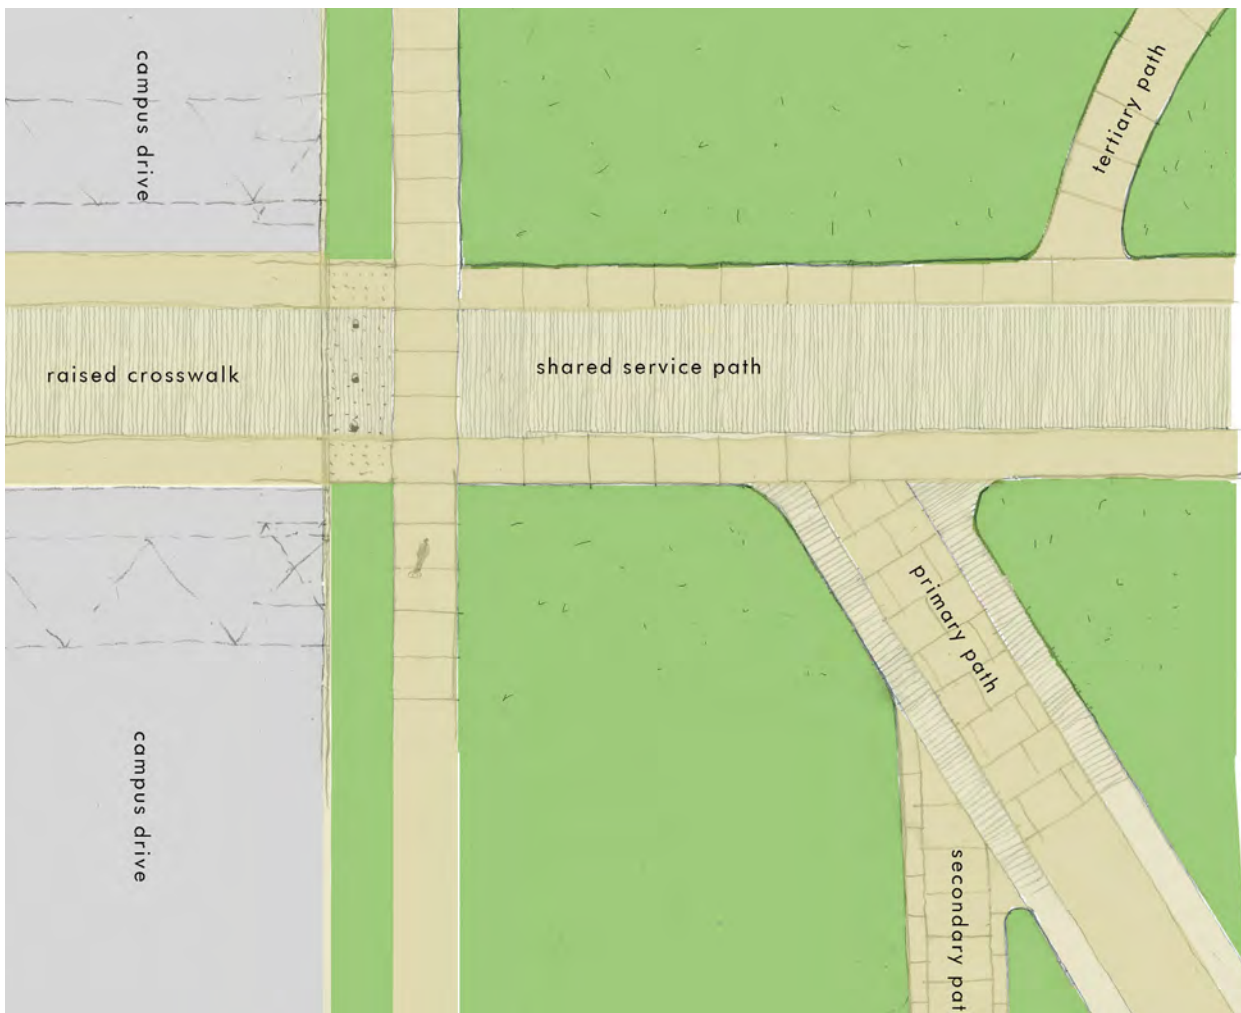 campus drive
tertiary path
raised crosswalk
shared service path
primary path
campus drive
secondary pat